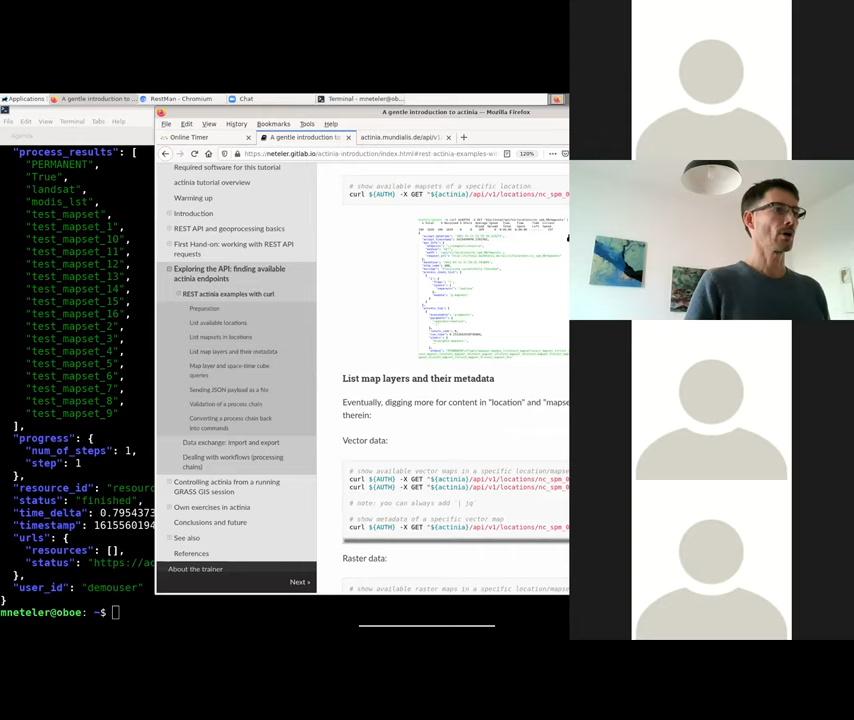 Applications
A gentle introduction to ...
RestMan - Chromium
Chat
Terminal - mneteler@ob...
A gentle introduction to actinia — Mozilla Firefox
File Edit View Terminal Tabs Help
File Edit View History Bookmarks Tools Help
Online Timer
A gentle introduction to
actinia.mundialis.de/api/v1
https://neteler.gitlab.io/actinia-introduction/index.html#rest-actinia-examples-wi
120%
"process_results": [
"PERMANENT",
"True",
"landsat",
"modis_lst",
"test_mapset",
"test_mapset_1",
"test_mapset_10",
"test_mapset_11",
"test_mapset_12",
"test_mapset_13",
"test_mapset_14",
"test_mapset_15",
"test_mapset_16",
"test_mapset_2",
"test_mapset_3",
"test_mapset_4",
"test_mapset_5",
"test_mapset_6",
"test_mapset_7",
"test_mapset_8",
"test_mapset_9"
],
"progress": {
"num_of_steps": 1,
"step": 1
},
"resource_id": "resourc
"status": "finished",
"time_delta": 0.7954373
"timestamp": 1615560194
"urls": {
"resources": [],
"status": "https://ac
},
"user_id": "demouser"
}
mneteler@oboe: ~$
Required software for this tutorial
actinia tutorial overview
Warming up
Introduction
REST API and geoprocessing basics
First Hand-on: working with REST API
requests
Exploring the API: finding available
actinia endpoints
REST actinia examples with curl
Preparation
List available locations
List mapsets in locations
List map layers and their metadata
Map layer and space-time cube
queries
Sending JSON payload as a file
Validation of a process chain
Converting a process chain back
into commands
Data exchange: import and export
Dealing with workflows (processing
chains)
Controlling actinia from a running
GRASS GIS session
Own exercises in actinia
Conclusions and future
See also
References
About the trainer
Next »
# show available mapsets of a specific location
curl ${AUTH} -X GET "${actinia}/api/v1/locations/nc_spm_0
List map layers and their metadata
Eventually, digging more for content in "location" and "mapse
therein:
Vector data:
# show available vector maps in a specific location/mapse
curl ${AUTH} -X GET "${actinia}/api/v1/locations/nc_spm_0
curl ${AUTH} -X GET "${actinia}/api/v1/locations/nc_spm_0
# note: you can always add `| jq`
# show metadata of a specific vector map
curl ${AUTH} -X GET "${actinia}/api/v1/locations/nc_spm_0
Raster data:
# show available raster maps in a specific location/mapse